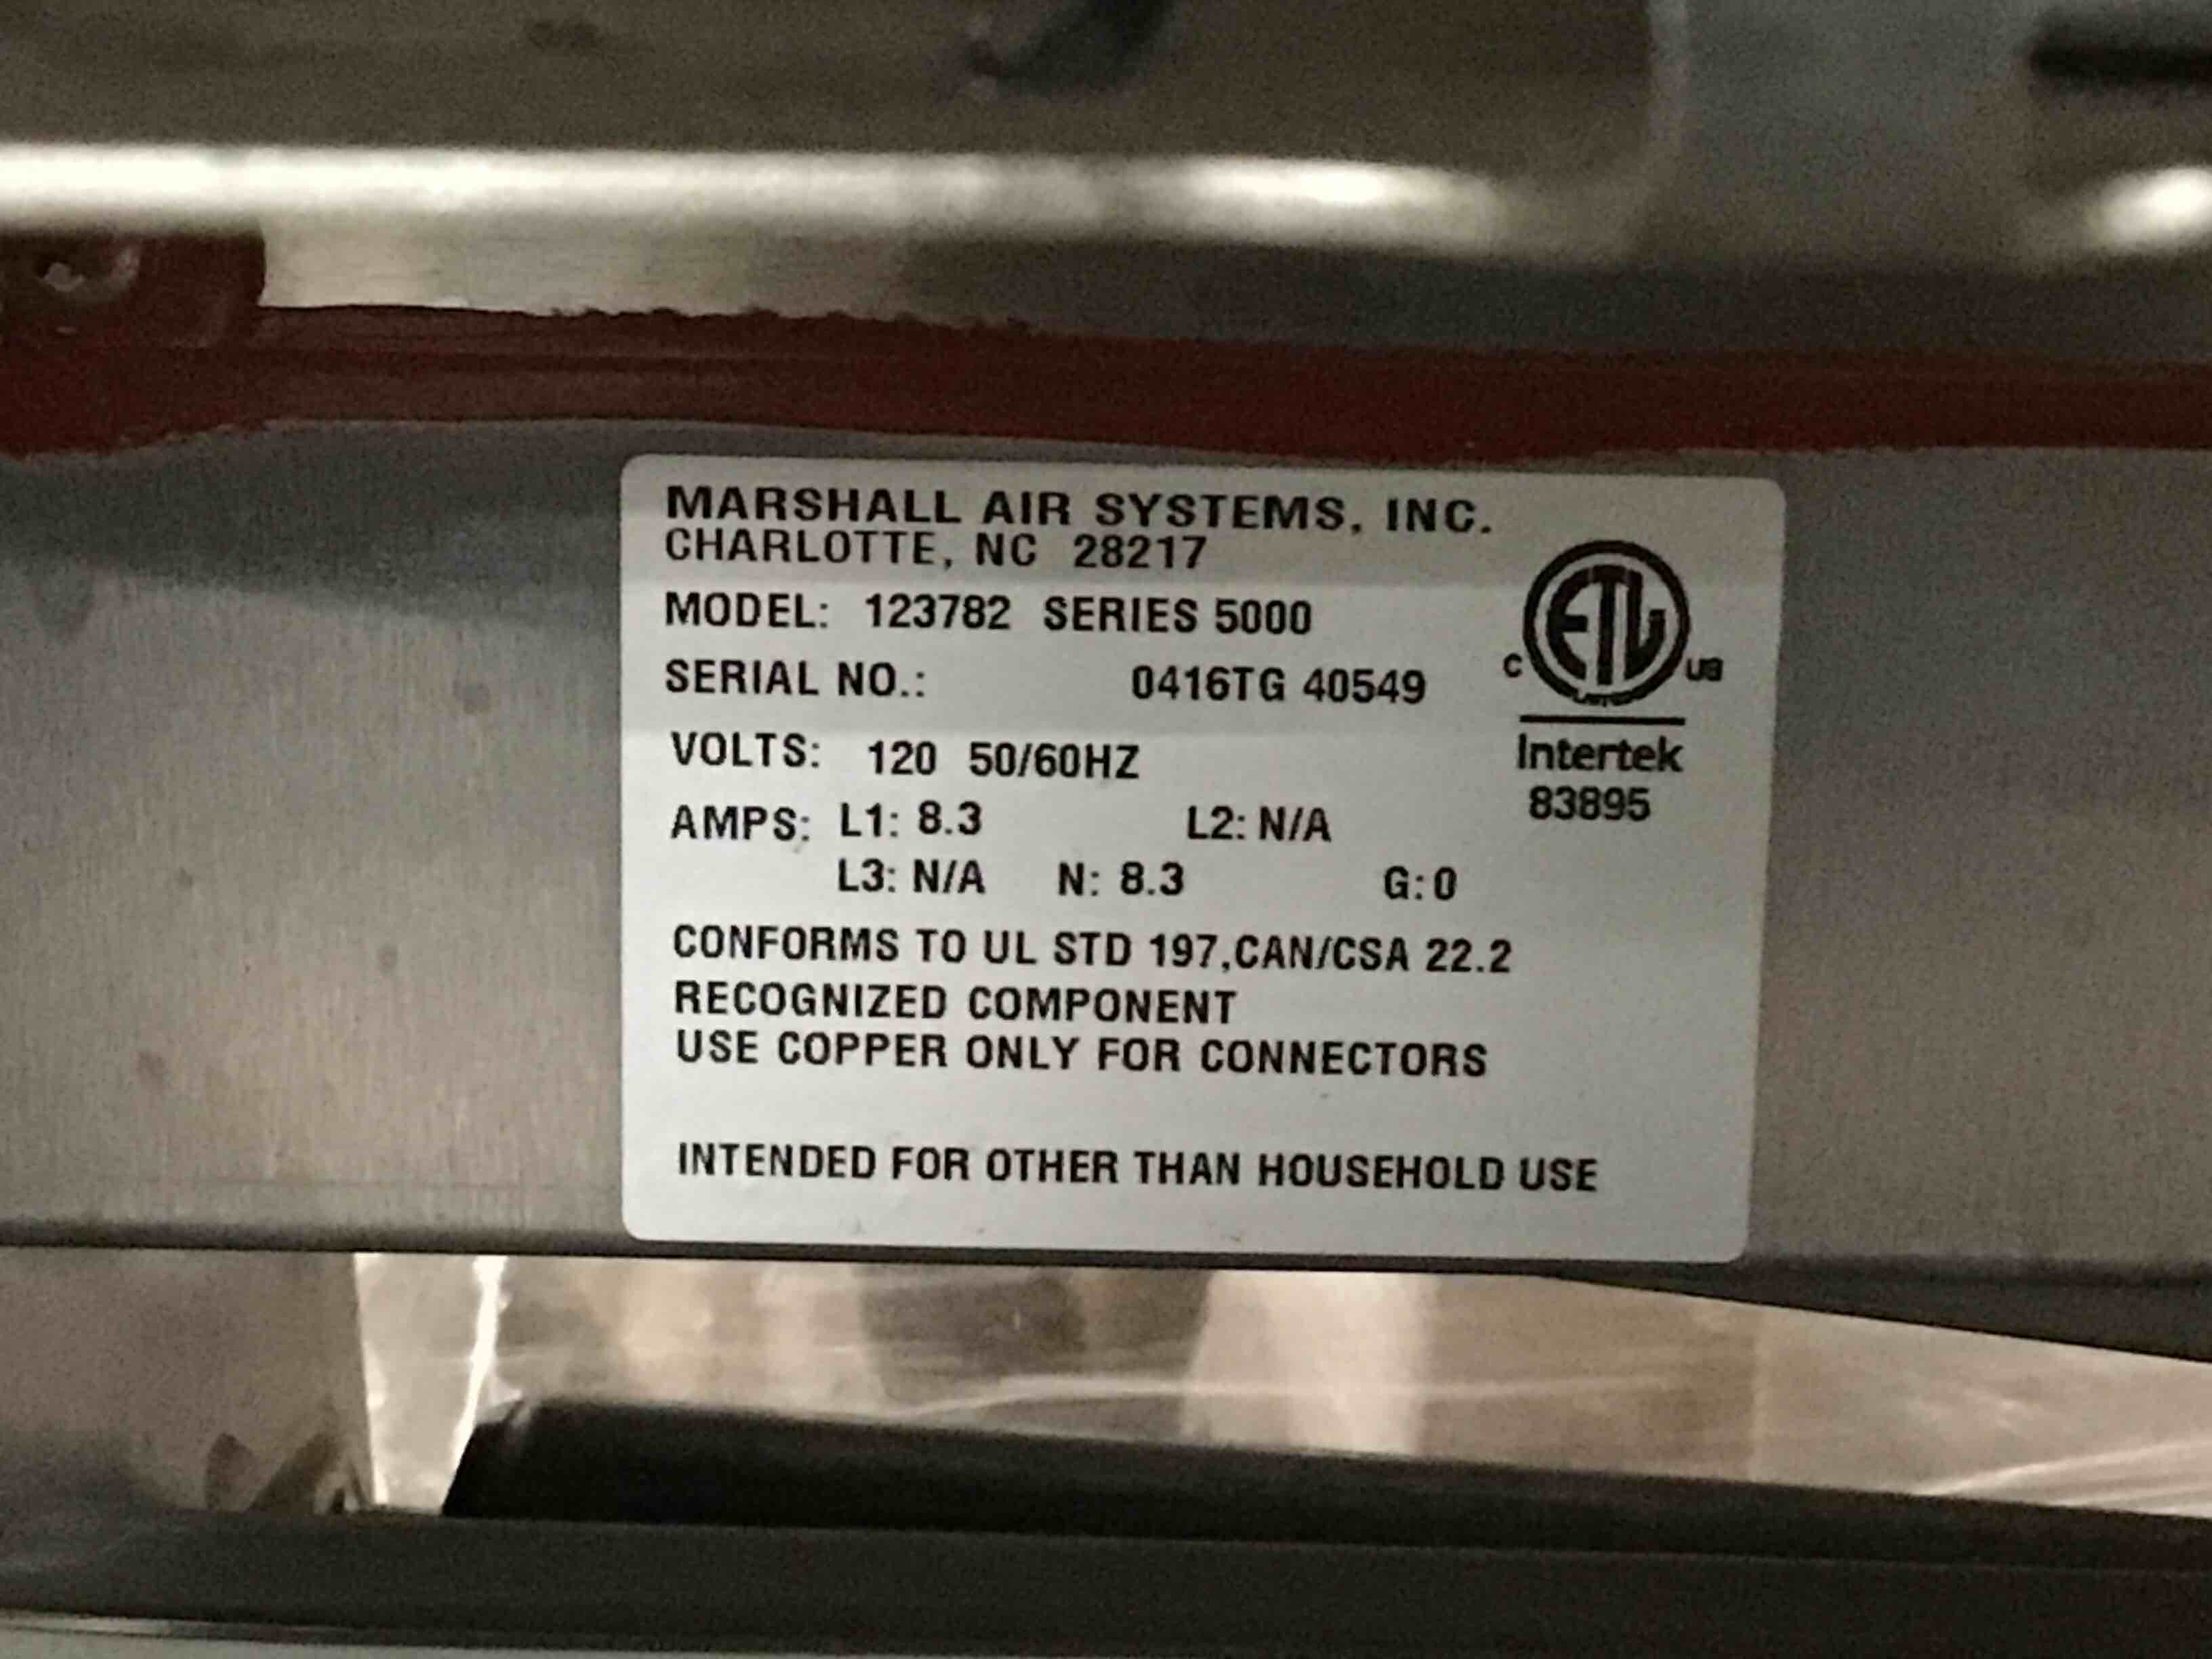 MARSHALL AIR SYSTEMS, INC.
CHARLOTTE, NC 28217
MODEL: 123782 SERIES 5000
SERIAL NO.: 0416TG 40549
VOLTS: 120 50/60HZ
AMPS: L1: 8.3 L2: N/A
L3: N/A N: 8.3 G: 0
CONFORMS TO UL STD 197,CAN/CSA 22.2
RECOGNIZED COMPONENT
USE COPPER ONLY FOR CONNECTORS
INTENDED FOR OTHER THAN HOUSEHOLD USE
ETL
C US
Intertek
83895